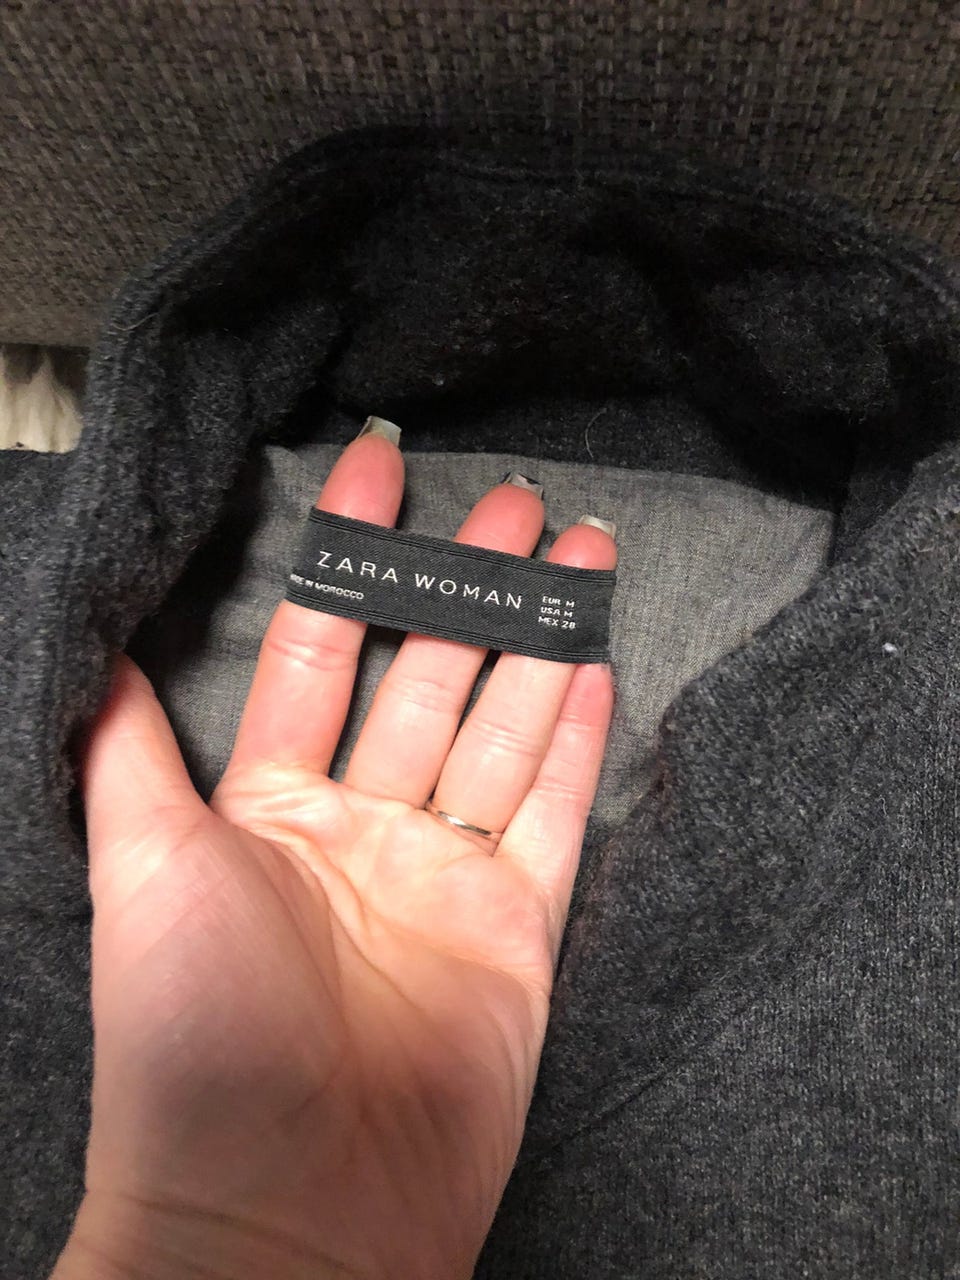 ZARA WOMAN
MADE IN MOROCCO
EUR M
USA M
MEX 28